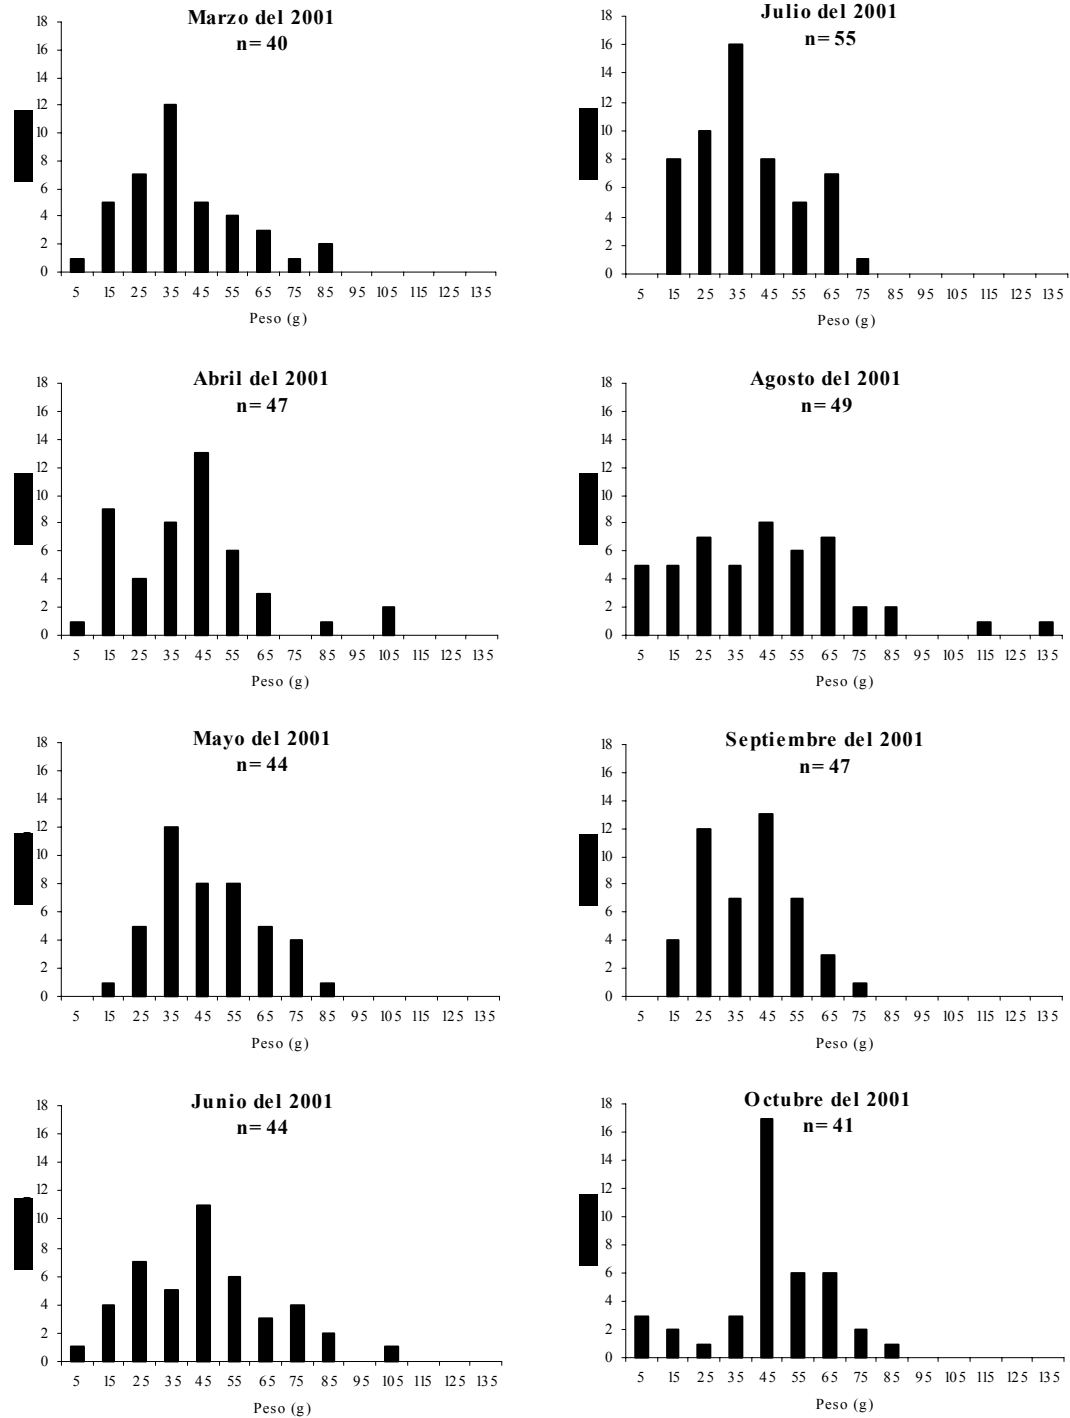 Marzo del 2001
n= 40
18
16
14
12
10
8
6
4
2
0
5 15 25 35 45 55 65 75 85 95 105 115 125 135
Peso (g)
Abril del 2001
n= 47
18
16
14
12
10
8
6
4
2
0
5 15 25 35 45 55 65 75 85 95 105 115 125 135
Peso (g)
Mayo del 2001
n= 44
18
16
14
12
10
8
6
4
2
0
5 15 25 35 45 55 65 75 85 95 105 115 125 135
Peso (g)
Junio del 2001
n= 44
18
16
14
12
10
8
6
4
2
0
5 15 25 35 45 55 65 75 85 95 105 115 125 135
Peso (g)
Julio del 2001
n= 55
18
16
14
12
10
8
6
4
2
0
5 15 25 35 45 55 65 75 85 95 105 115 125 135
Peso (g)
Agosto del 2001
n= 49
18
16
14
12
10
8
6
4
2
0
5 15 25 35 45 55 65 75 85 95 105 115 125 135
Peso (g)
Septiembre del 2001
n= 47
18
16
14
12
10
8
6
4
2
0
5 15 25 35 45 55 65 75 85 95 105 115 125 135
Peso (g)
Octubre del 2001
n= 41
18
16
14
12
10
8
6
4
2
0
5 15 25 35 45 55 65 75 85 95 105 115 125 135
Peso (g)